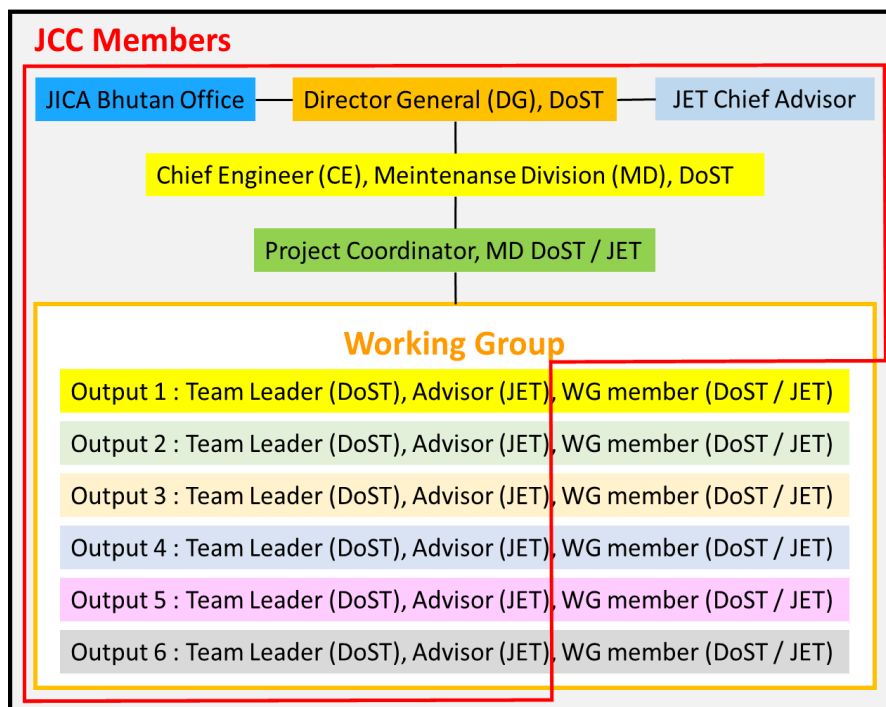 JCC Members
JICA Bhutan Office
Director General (DG), DoST
JET Chief Advisor
Chief Engineer (CE), Meintenanse Division (MD), DoST
Project Coordinator, MD DoST / JET
Working Group
Output 1 : Team Leader (DoST), Advisor (JET), WG member (DoST / JET)
Output 2 : Team Leader (DoST), Advisor (JET), WG member (DoST / JET)
Output 3 : Team Leader (DoST), Advisor (JET), WG member (DoST / JET)
Output 4 : Team Leader (DoST), Advisor (JET), WG member (DoST / JET)
Output 5 : Team Leader (DoST), Advisor (JET), WG member (DoST / JET)
Output 6 : Team Leader (DoST), Advisor (JET), WG member (DoST / JET)